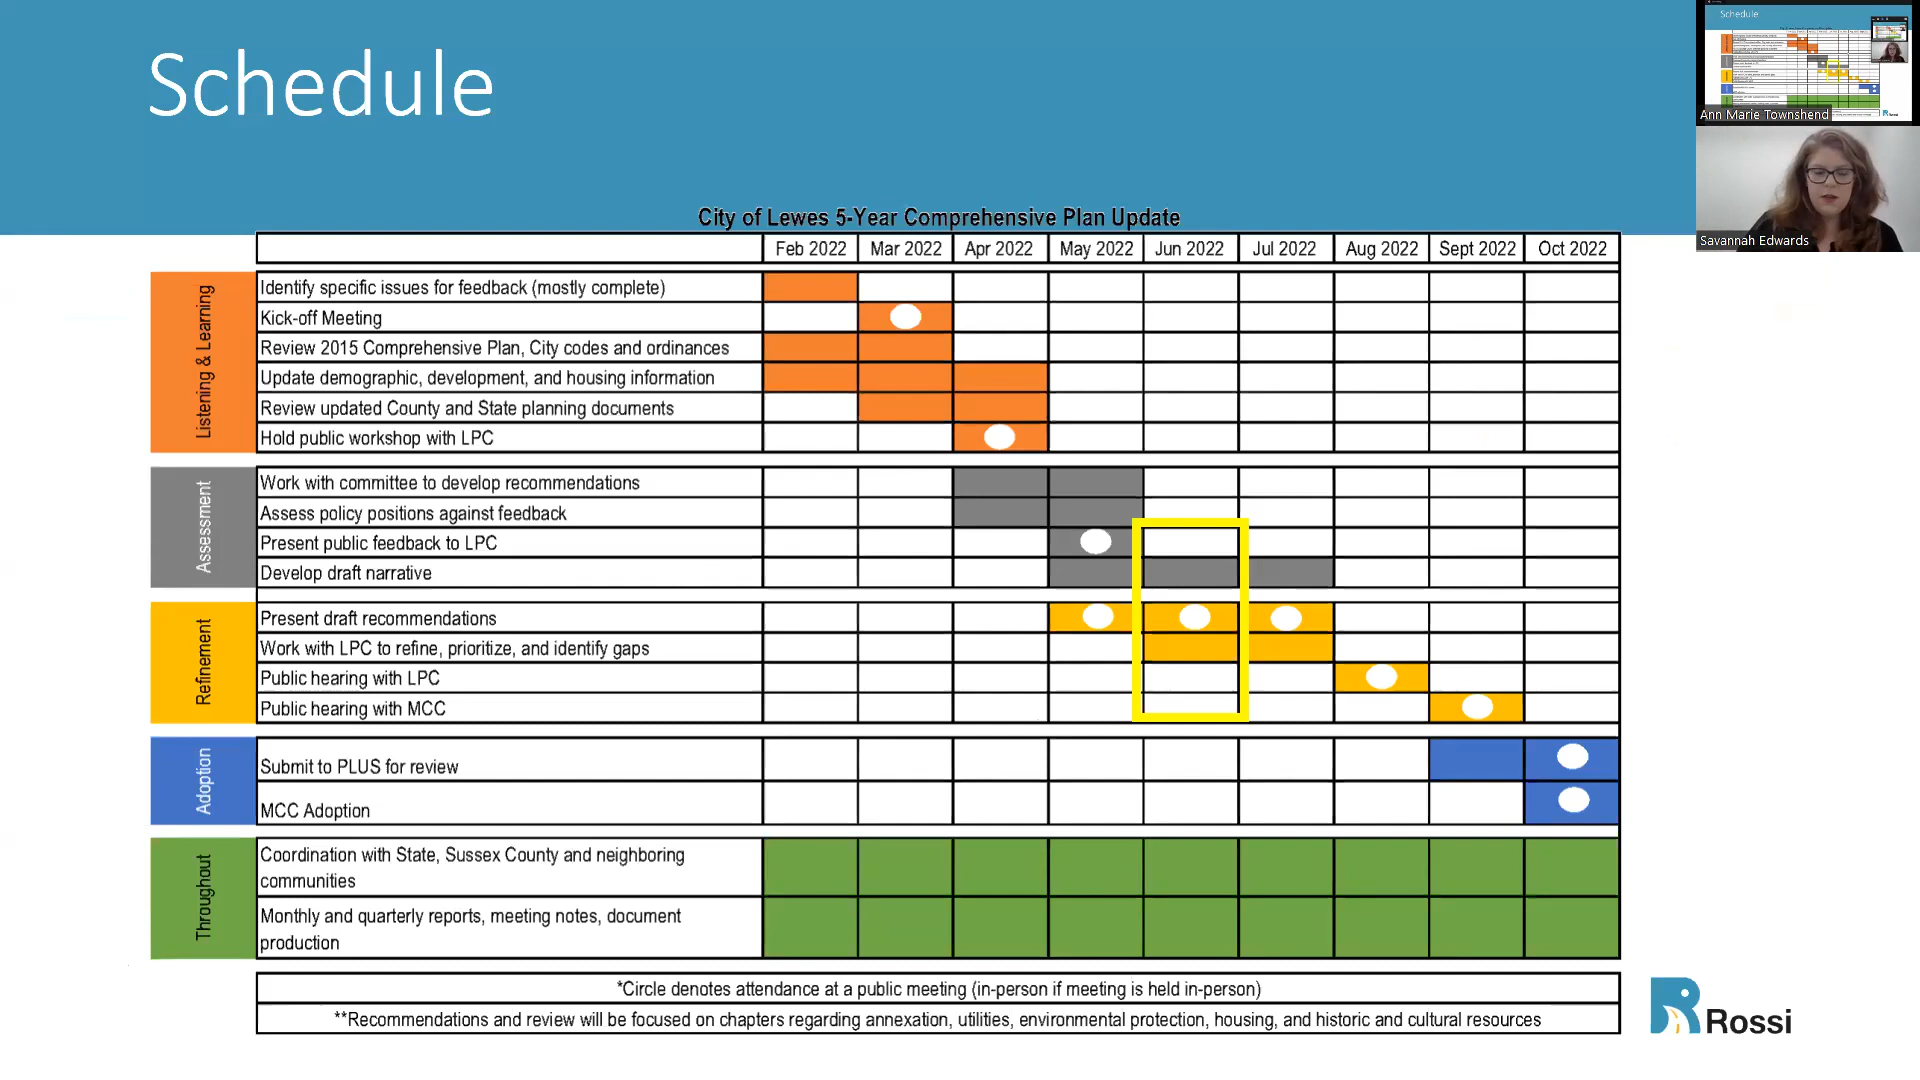 Schedule
Schedule
Ann Marie Townshend
Rossi
Savannah Edwards
City of Lewes 5-Year Comprehensive Plan Update
Feb 2022 Mar 2022 Apr 2022 May 2022 Jun 2022 Jul 2022 Aug 2022 Sept 2022 Oct 2022
Listening & Learning
Identify specific issues for feedback (mostly complete)
Kick-off Meeting
Review 2015 Comprehensive Plan, City codes and ordinances
Update demographic, development, and housing information
Review updated County and State planning documents
Hold public workshop with LPC
Assessment
Work with committee to develop recommendations
Assess policy positions against feedback
Present public feedback to LPC
Develop draft narrative
Refinement
Present draft recommendations
Work with LPC to refine, prioritize, and identify gaps
Public hearing with LPC
Public hearing with MCC
Adoption
Submit to PLUS for review
MCC Adoption
Throughout
Coordination with State, Sussex County and neighboring
communities
Monthly and quarterly reports, meeting notes, document
production
*Circle denotes attendance at a public meeting (in-person if meeting is held in-person)
**Recommendations and review will be focused on chapters regarding annexation, utilities, environmental protection, housing, and historic and cultural resources
Rossi